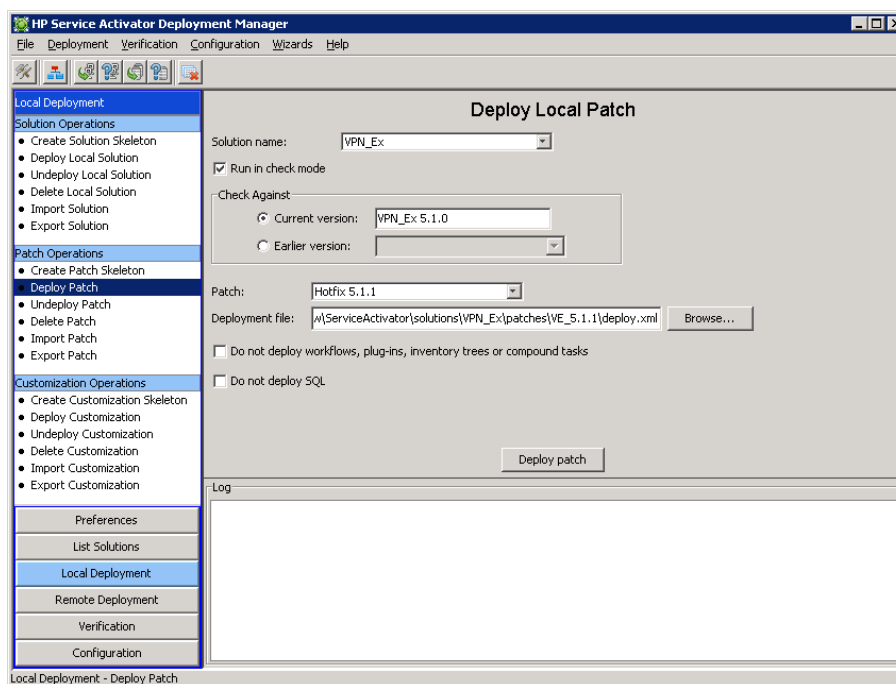 HP Service Activator Deployment Manager
File Deployment Verification Configuration Wizards Help
Local Deployment
Solution Operations
Create Solution Skeleton
Deploy Local Solution
Undeploy Local Solution
Delete Local Solution
Import Solution
Export Solution
Patch Operations
Create Patch Skeleton
Deploy Patch
Undeploy Patch
Delete Patch
Import Patch
Export Patch
Customization Operations
Create Customization Skeleton
Deploy Customization
Undeploy Customization
Delete Customization
Import Customization
Export Customization
Preferences
List Solutions
Local Deployment
Remote Deployment
Verification
Configuration
Deploy Local Patch
Solution name: VPN_Ex
Run in check mode
Check Against
Current version: VPN_Ex 5.1.0
Earlier version:
Patch: Hotfix 5.1.1
Deployment file: \ServiceActivator\solutions\VPN_Ex\patches\VE_5.1.1\deploy.xml Browse...
Do not deploy workflows, plug-ins, inventory trees or compound tasks
Do not deploy SQL
Deploy patch
Log
Local Deployment - Deploy Patch